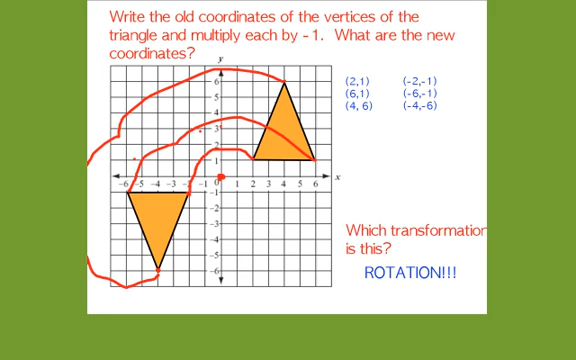 Write the old coordinates of the vertices of the
triangle and multiply each by -1. What are the new
coordinates?
y
(2,1) (-2,-1)
(6,1) (-6,-1)
(4, 6) (-4,-6)
6
5
4
3
2
1
-6 -4 -3 -1 0 1 2 3 4 5 6 x
-1
-2
-3
-4
-5
-6
Which transformation
is this?
ROTATION!!!